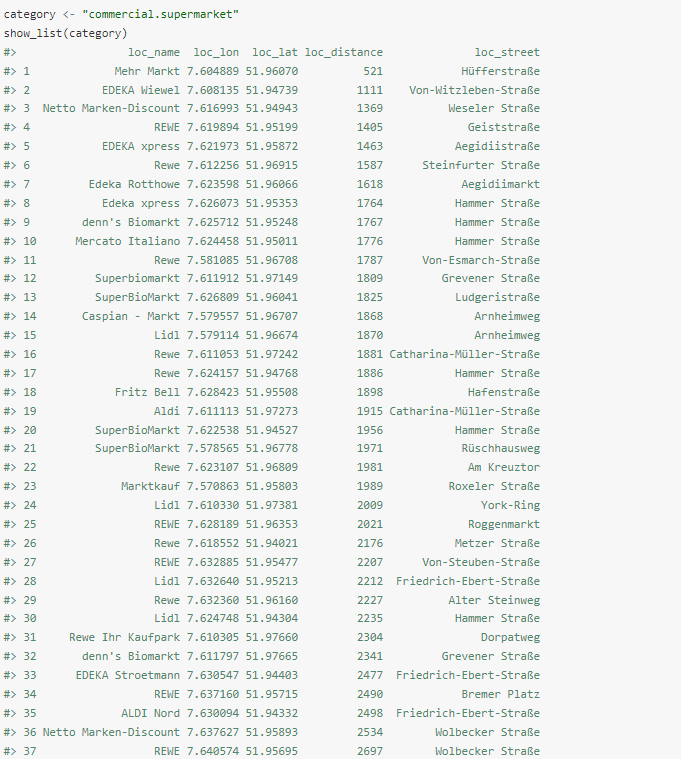 category <- "commercial.supermarket"
show_list(category)
#> loc_name loc_lon loc_lat loc_distance loc_street
#> 1 Mehr Markt 7.604889 51.96070 521 Hüfferstraße
#> 2 EDEKA Wiewel 7.608135 51.94739 1111 Von-Witzleben-Straße
#> 3 Netto Marken-Discount 7.616993 51.94943 1369 Weseler Straße
#> 4 REWE 7.619894 51.95199 1405 Geiststraße
#> 5 EDEKA xpress 7.621973 51.95872 1463 Aegidiistraße
#> 6 Rewe 7.612256 51.96915 1587 Steinfurter Straße
#> 7 Edeka Rotthowe 7.623598 51.96066 1618 Aegidiimarkt
#> 8 Edeka xpress 7.626073 51.95353 1764 Hammer Straße
#> 9 denn's Biomarkt 7.625712 51.95248 1767 Hammer Straße
#> 10 Mercato Italiano 7.624458 51.95011 1776 Hammer Straße
#> 11 Rewe 7.581085 51.96708 1787 Von-Esmarch-Straße
#> 12 Superbiomarkt 7.611912 51.97149 1809 Grevener Straße
#> 13 SuperBioMarkt 7.626809 51.96041 1825 Ludgeristraße
#> 14 Caspian - Markt 7.579557 51.96707 1868 Arnheimweg
#> 15 Lidl 7.579114 51.96674 1870 Arnheimweg
#> 16 Rewe 7.611053 51.97242 1881 Catharina-Müller-Straße
#> 17 Rewe 7.624157 51.94768 1886 Hammer Straße
#> 18 Fritz Bell 7.628423 51.95508 1898 Hafenstraße
#> 19 Aldi 7.611113 51.97273 1915 Catharina-Müller-Straße
#> 20 SuperBioMarkt 7.622538 51.94527 1956 Hammer Straße
#> 21 SuperBioMarkt 7.578565 51.96778 1971 Rüschhausweg
#> 22 Rewe 7.623107 51.96809 1981 Am Kreuztor
#> 23 Marktkauf 7.570863 51.95803 1989 Roxeler Straße
#> 24 Lidl 7.610330 51.97381 2009 York-Ring
#> 25 REWE 7.628189 51.96353 2021 Roggenmarkt
#> 26 Rewe 7.618552 51.94021 2176 Metzer Straße
#> 27 REWE 7.632885 51.95477 2207 Von-Steuben-Straße
#> 28 Lidl 7.632640 51.95213 2212 Friedrich-Ebert-Straße
#> 29 Rewe 7.632360 51.96160 2227 Alter Steinweg
#> 30 Lidl 7.624748 51.94304 2235 Hammer Straße
#> 31 Rewe Ihr Kaufpark 7.610305 51.97660 2304 Dorpatweg
#> 32 denn's Biomarkt 7.611797 51.97665 2341 Grevener Straße
#> 33 EDEKA Stroetmann 7.630547 51.94403 2477 Friedrich-Ebert-Straße
#> 34 REWE 7.637160 51.95715 2490 Bremer Platz
#> 35 ALDI Nord 7.630094 51.94332 2498 Friedrich-Ebert-Straße
#> 36 Netto Marken-Discount 7.637627 51.95893 2534 Wolbecker Straße
#> 37 REWE 7.640574 51.95695 2697 Wolbecker Straße